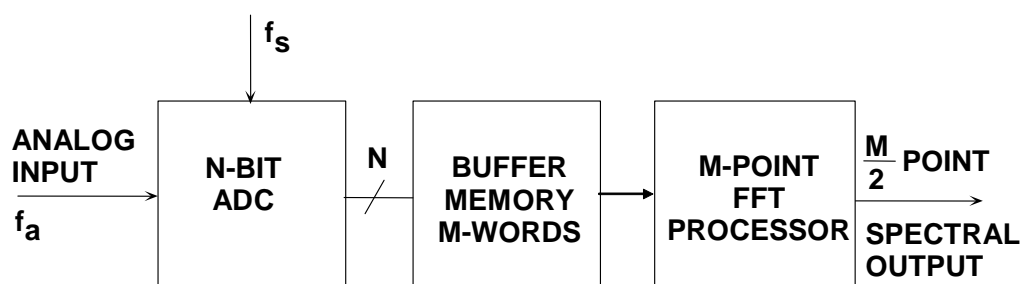 fs
ANALOG
INPUT
fa
N-BIT
ADC
N
BUFFER
MEMORY
M-WORDS
M-POINT
FFT
PROCESSOR
M
2
POINT
SPECTRAL
OUTPUT